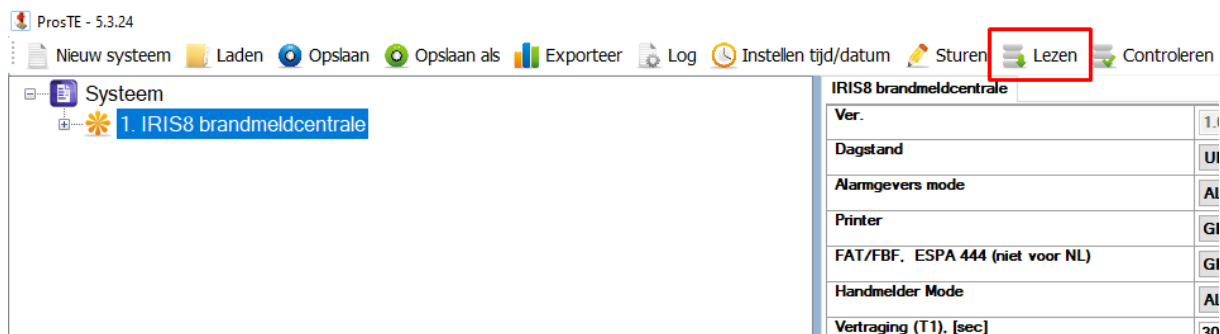 ProsTE - 5.3.24
Nieuw systeem Laden Opslaan Opslaan als Exporteer Log Instellen tijd/datum Sturen Lezen Controleren
Systeem
1. IRIS8 brandmeldcentrale
IRIS8 brandmeldcentrale
Ver.
Dagstand
Alarmgevers mode
Printer
FAT/FBF, ESPA 444 (niet voor NL)
Handmelder Mode
Vertraging (T1), [sec]